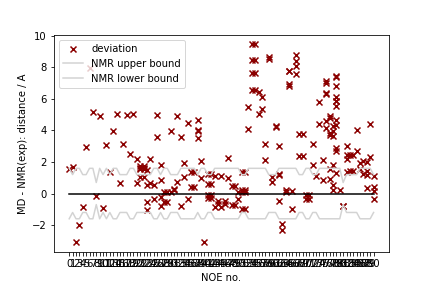 10
8
6
4
2
0
−2
MD - NMR(exp): distance / A
deviation
NMR upper bound
NMR lower bound
NOE no.